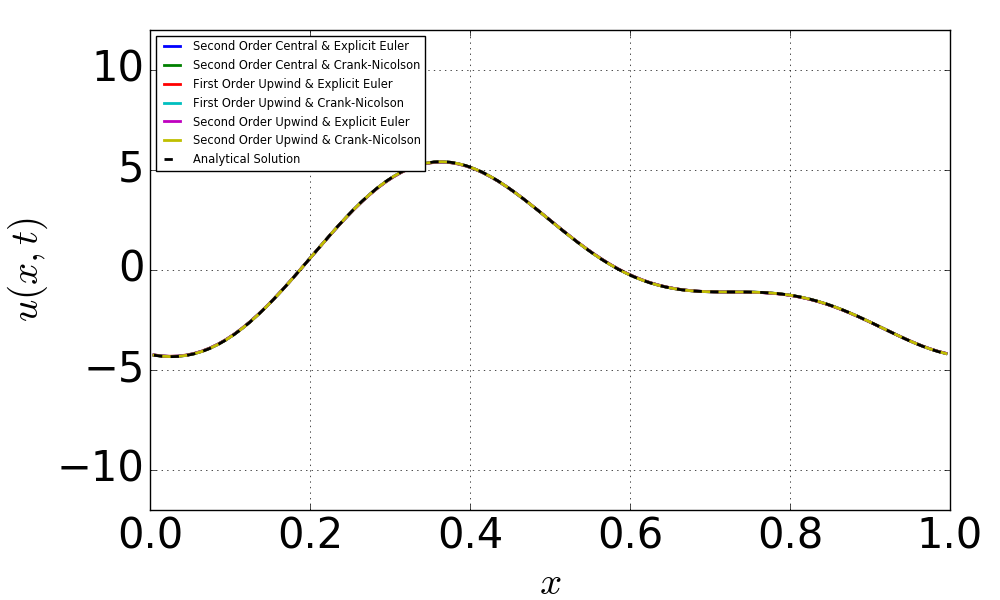 Second Order Central & Explicit Euler
Second Order Central & Crank-Nicolson
First Order Upwind & Explicit Euler
First Order Upwind & Crank-Nicolson
Second Order Upwind & Explicit Euler
Second Order Upwind & Crank-Nicolson
Analytical Solution
10
5
0
−5
−10
u(x, t)
0.0 0.2 0.4 0.6 0.8 1.0
x